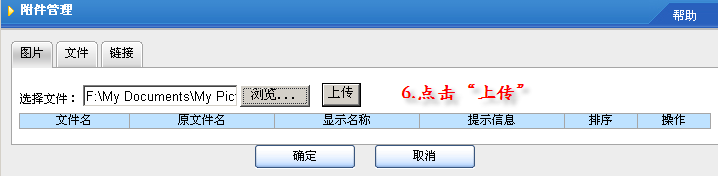 附件管理
帮助
图片 文件 链接
选择文件： F:\My Documents\My Pic 浏览... 上传 6.点击“上传”
文件名 原文件名 显示名称 提示信息 排序 操作
确定 取消